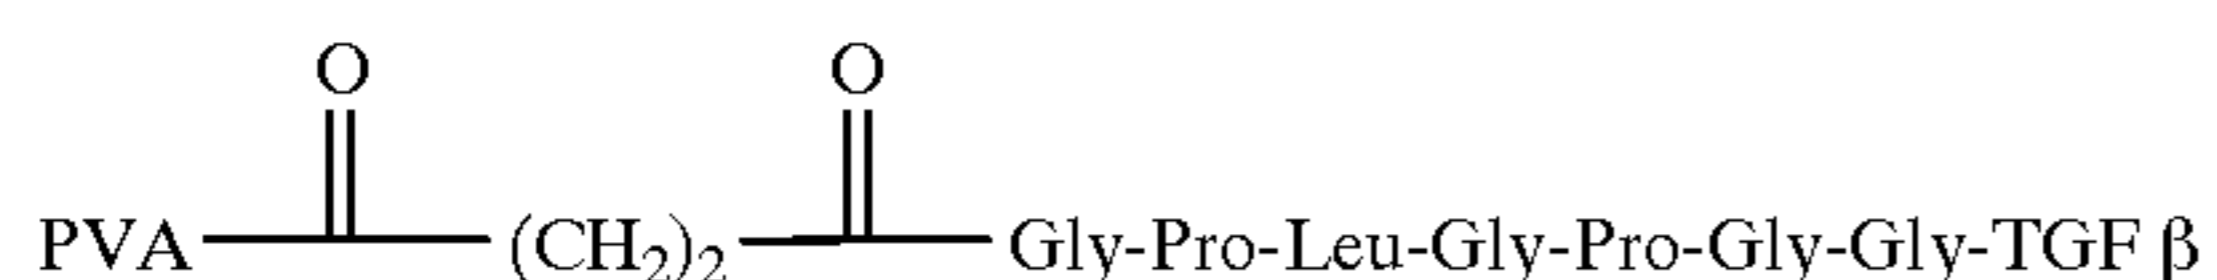 O O
PVA (CH₂)₂ Gly-Pro-Leu-Gly-Pro-Gly-Gly-TGF β